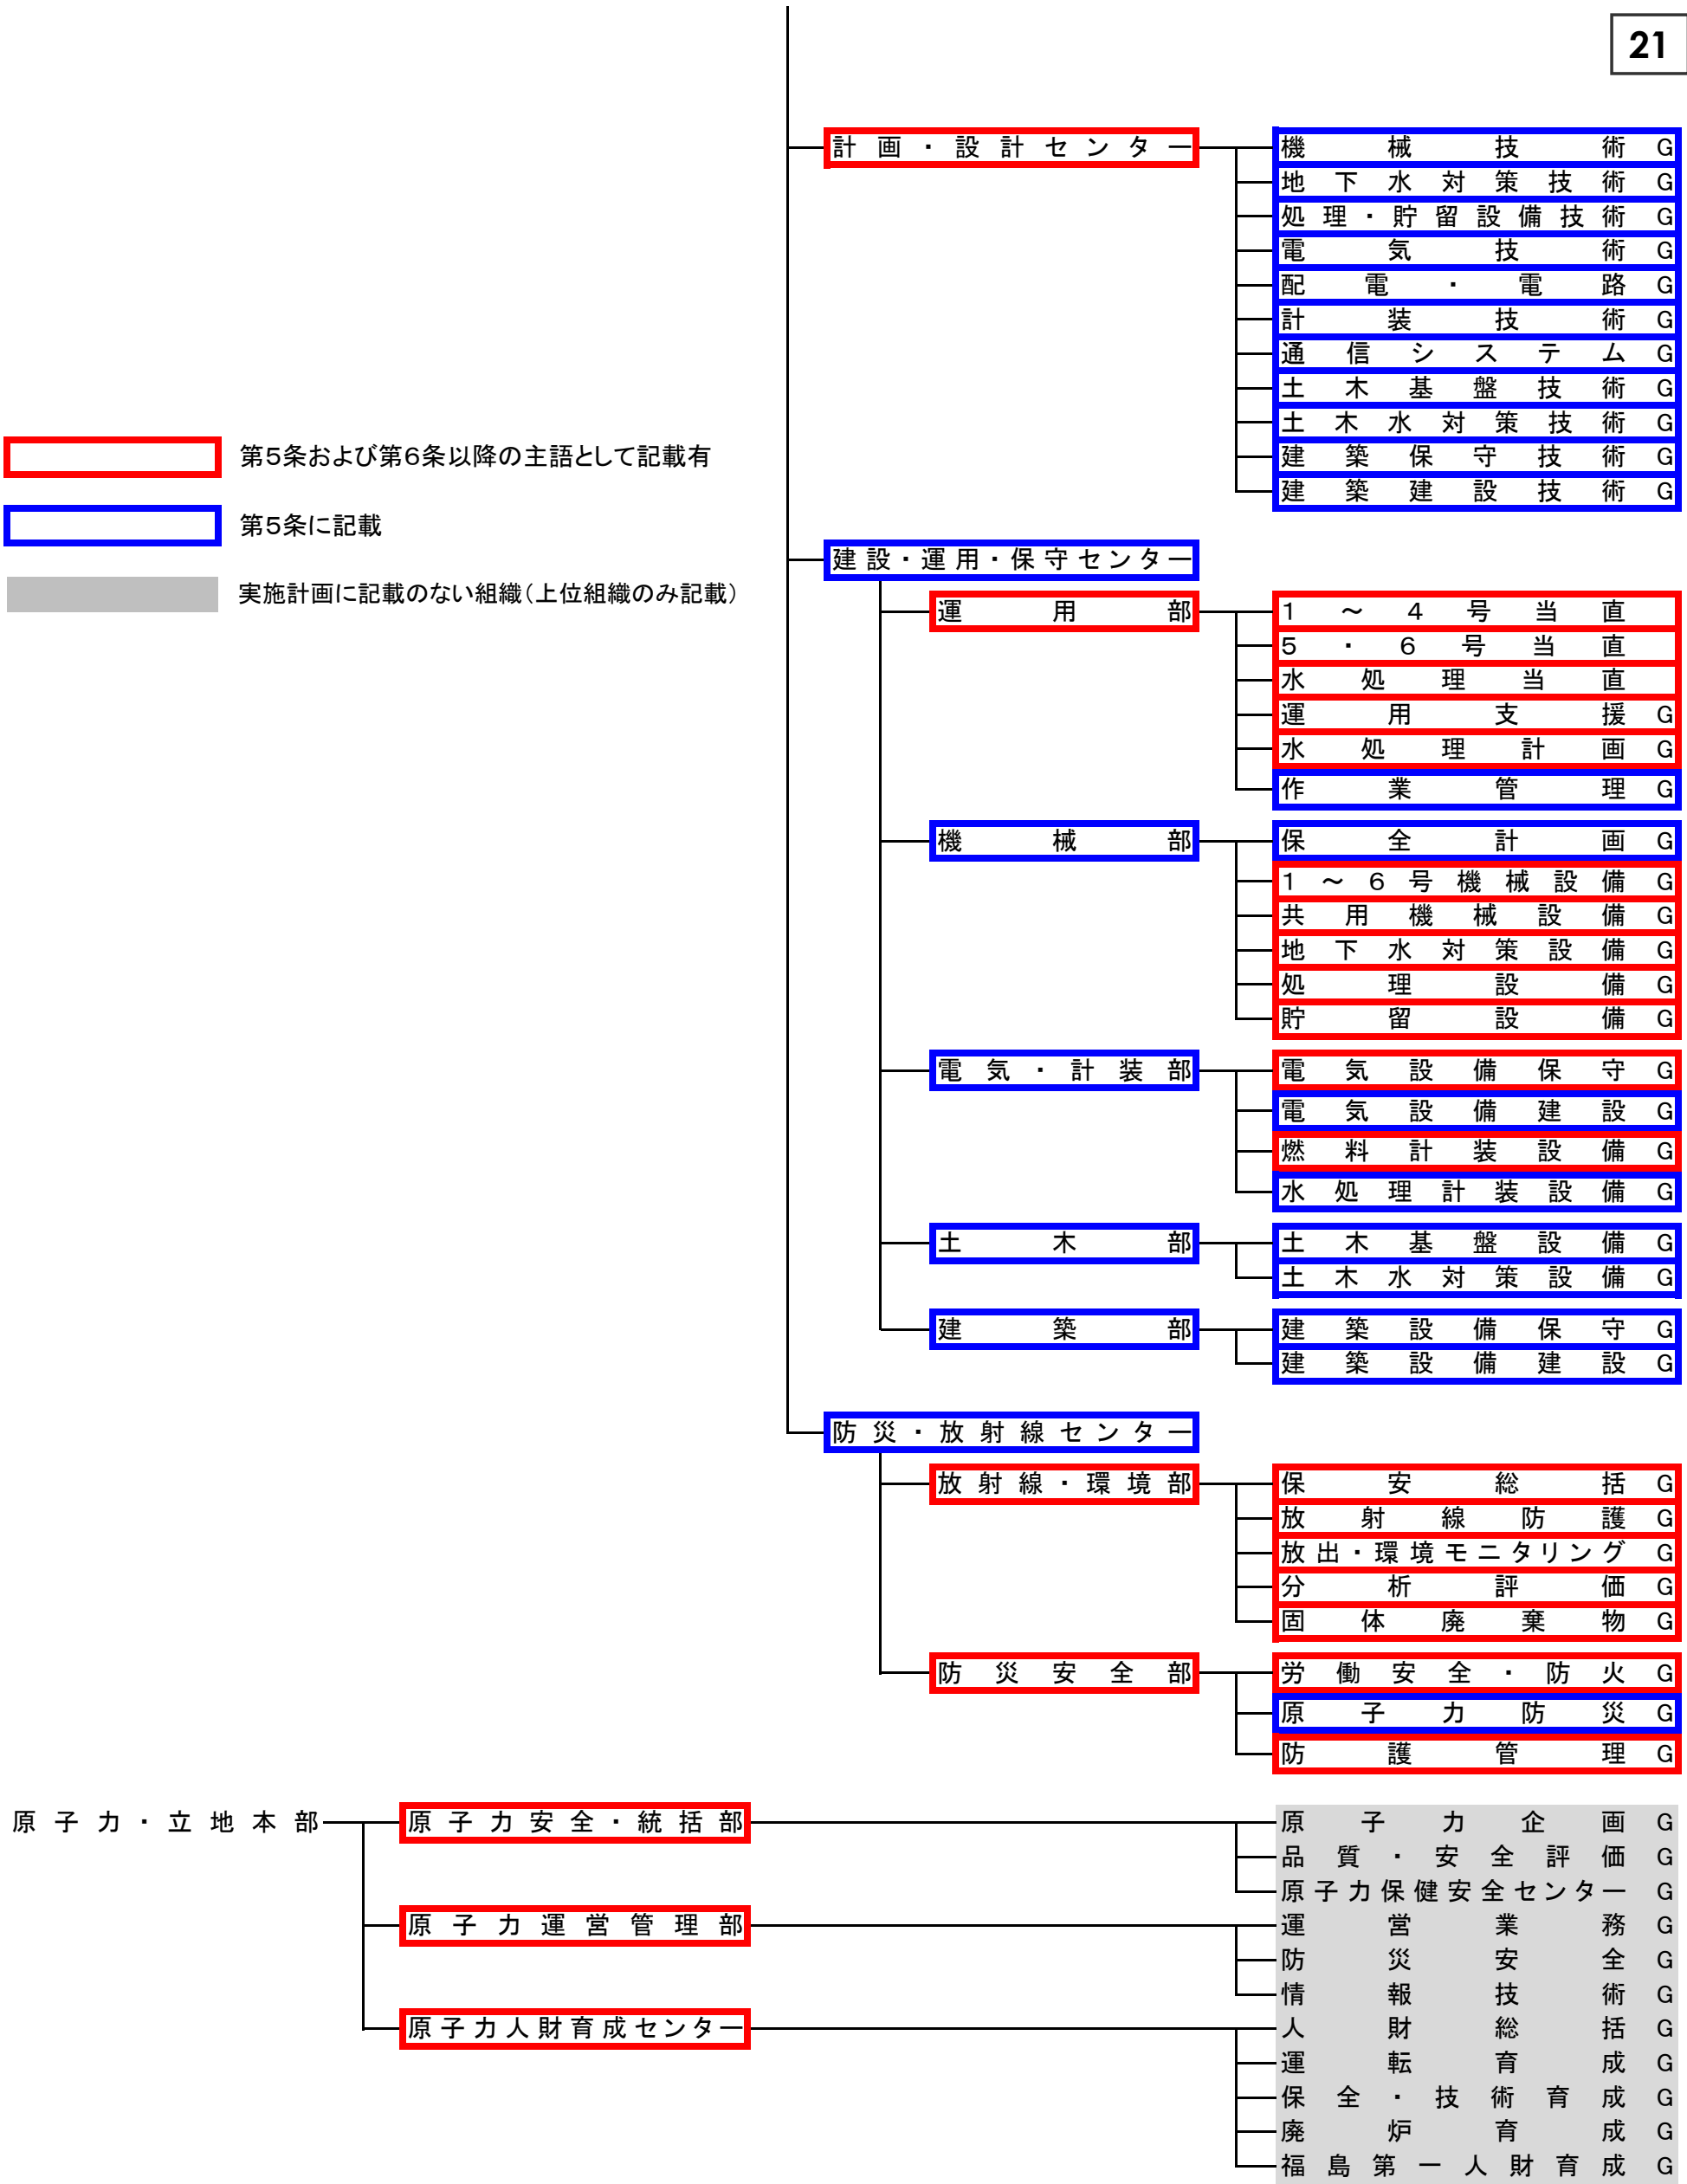 21
計画・設計センター
機械技術G
地下水対策技術G
処理・貯留設備技術G
電気技術G
配電・電路G
計装技術G
通信システムG
土木基盤技術G
土木水対策技術G
建築保守技術G
建築建設技術G
第5条および第6条以降の主語として記載有
第5条に記載
実施計画に記載のない組織(上位組織のみ記載)
建設・運用・保守センター
運用部
1~4号当直
5・6号当直
水処理当直
運用支援G
水処理計画G
作業管理G
機械部
保全計画G
1~6号機械設備G
共用機械設備G
地下水対策設備G
処理設備G
貯留設備G
電気・計装部
電気設備保守G
電気設備建設G
燃料計装設備G
水処理計装設備G
土木部
土木基盤設備G
土木水対策設備G
建築部
建築設備保守G
建築設備建設G
防災・放射線センター
放射線・環境部
保安総括G
放射線防護G
放出・環境モニタリングG
分析評価G
固体廃棄物G
防災安全部
労働安全・防火G
原子力防災G
防護管理G
原子力・立地本部
原子力安全・統括部
原子力企画G
品質・安全評価G
原子力保健安全センターG
原子力運営管理部
運営業務G
防災安全G
情報技術G
原子力人財育成センター
人財総括G
運転育成G
保全・技術育成G
廃炉育成G
福島第一人財育成G